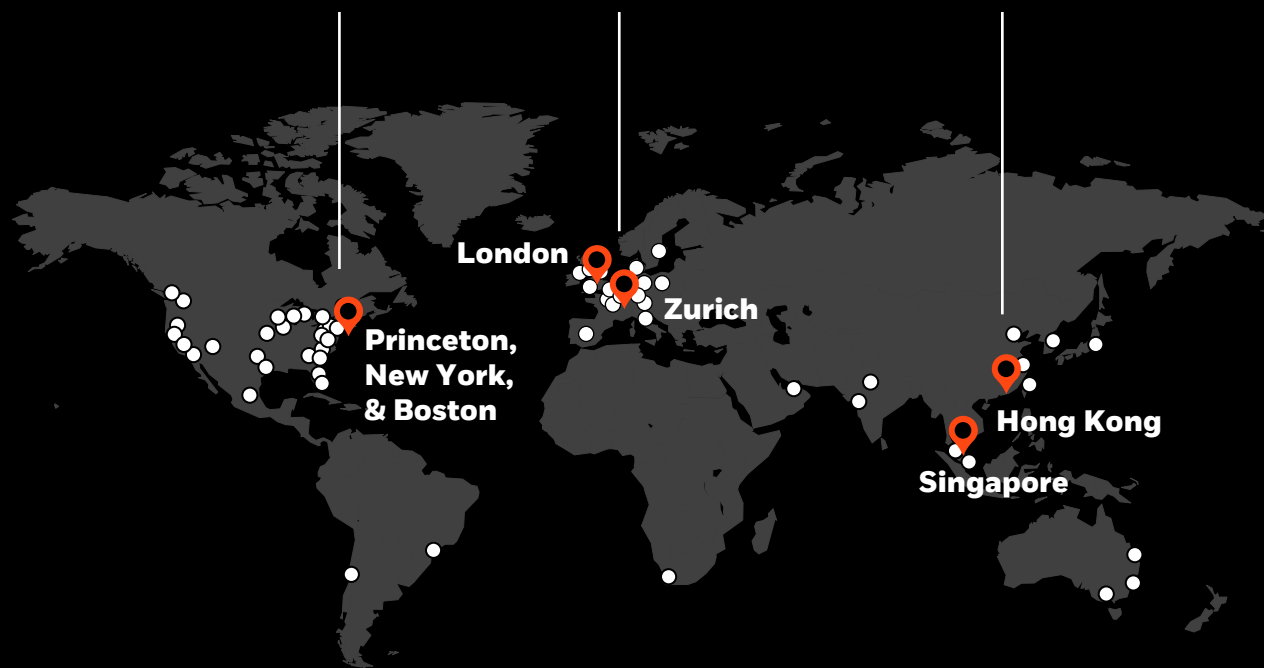 London
Zurich
Princeton,
New York,
& Boston
Hong Kong
Singapore